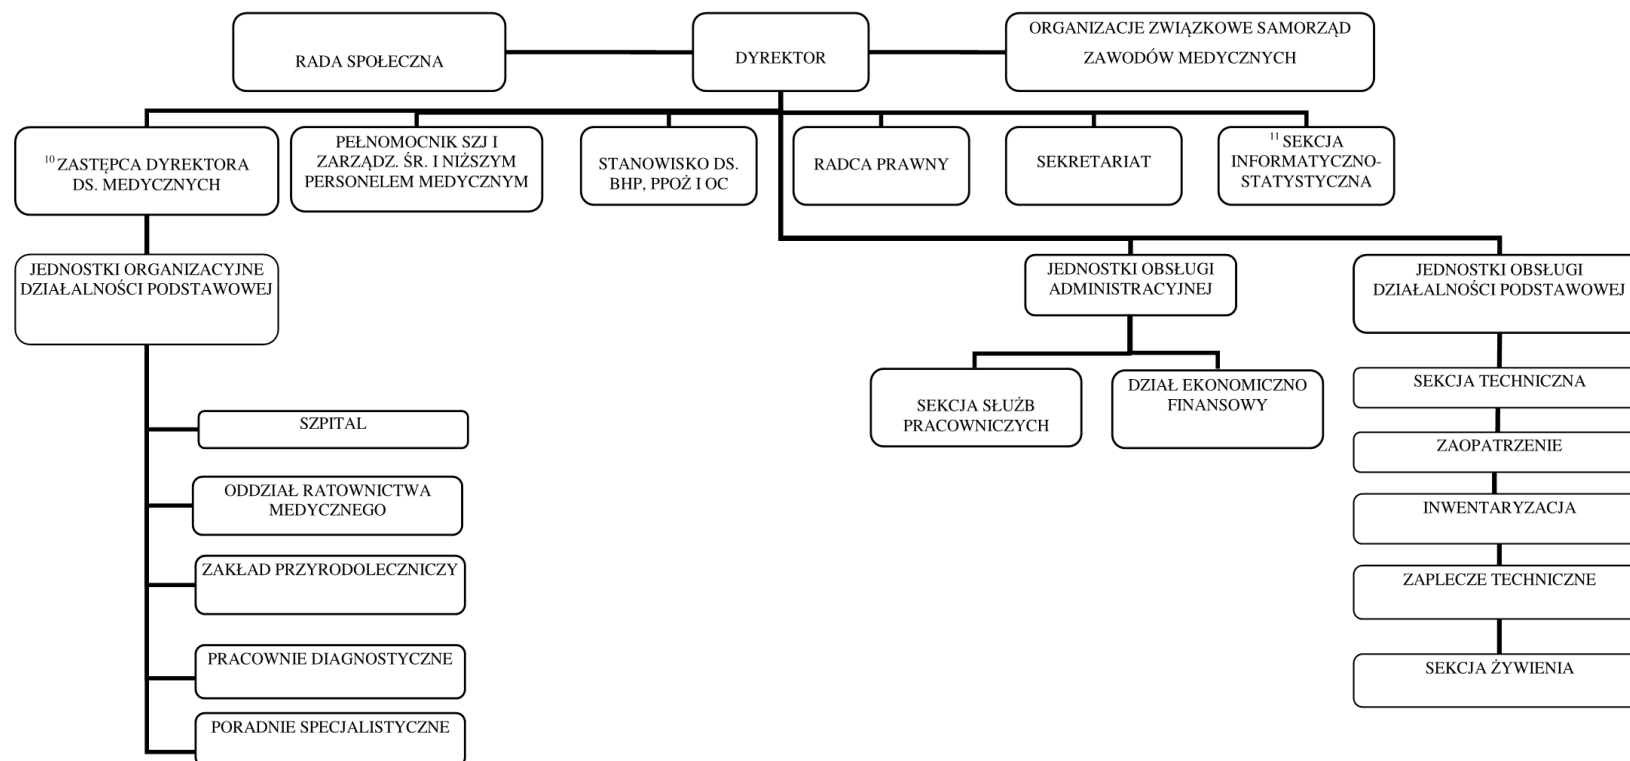 RADA SPOŁECZNA
DYREKTOR
ORGANIZACJE ZWIĄZKOWE SAMORZĄD
ZAWODÓW MEDYCZNYCH
10 ZASTĘPCA DYREKTORA
DS. MEDYCZNYCH
PEŁNOMOCNIK SZJ I
ZARZĄDZ. ŚR. I NIŻSZYM
PERSONELEM MEDYCZNYM
STANOWISKO DS.
BHP, PPOŻ I OC
RADCA PRAWNY
SEKRETARIAT
11 SEKCJA
INFORMATYCZNO-
STATYSTYCZNA
JEDNOSTKI ORGANIZACYJNE
DZIAŁALNOŚCI PODSTAWOWEJ
JEDNOSTKI OBSŁUGI
ADMINISTRACYJNEJ
JEDNOSTKI OBSŁUGI
DZIAŁALNOŚCI PODSTAWOWEJ
SZPITAL
ODDZIAŁ RATOWNICTWA
MEDYCZNEGO
ZAKŁAD PRZYRODOLECZNICZY
PRACOWNIE DIAGNOSTYCZNE
PORADNIE SPECJALISTYCZNE
SEKCJA SŁUŻB
PRACOWNICZYCH
DZIAŁ EKONOMICZNO
FINANSOWY
SEKCJA TECHNICZNA
ZAOPATRZENIE
INWENTARYZACJA
ZAPLECZE TECHNICZNE
SEKCJA ŻYWIENIA